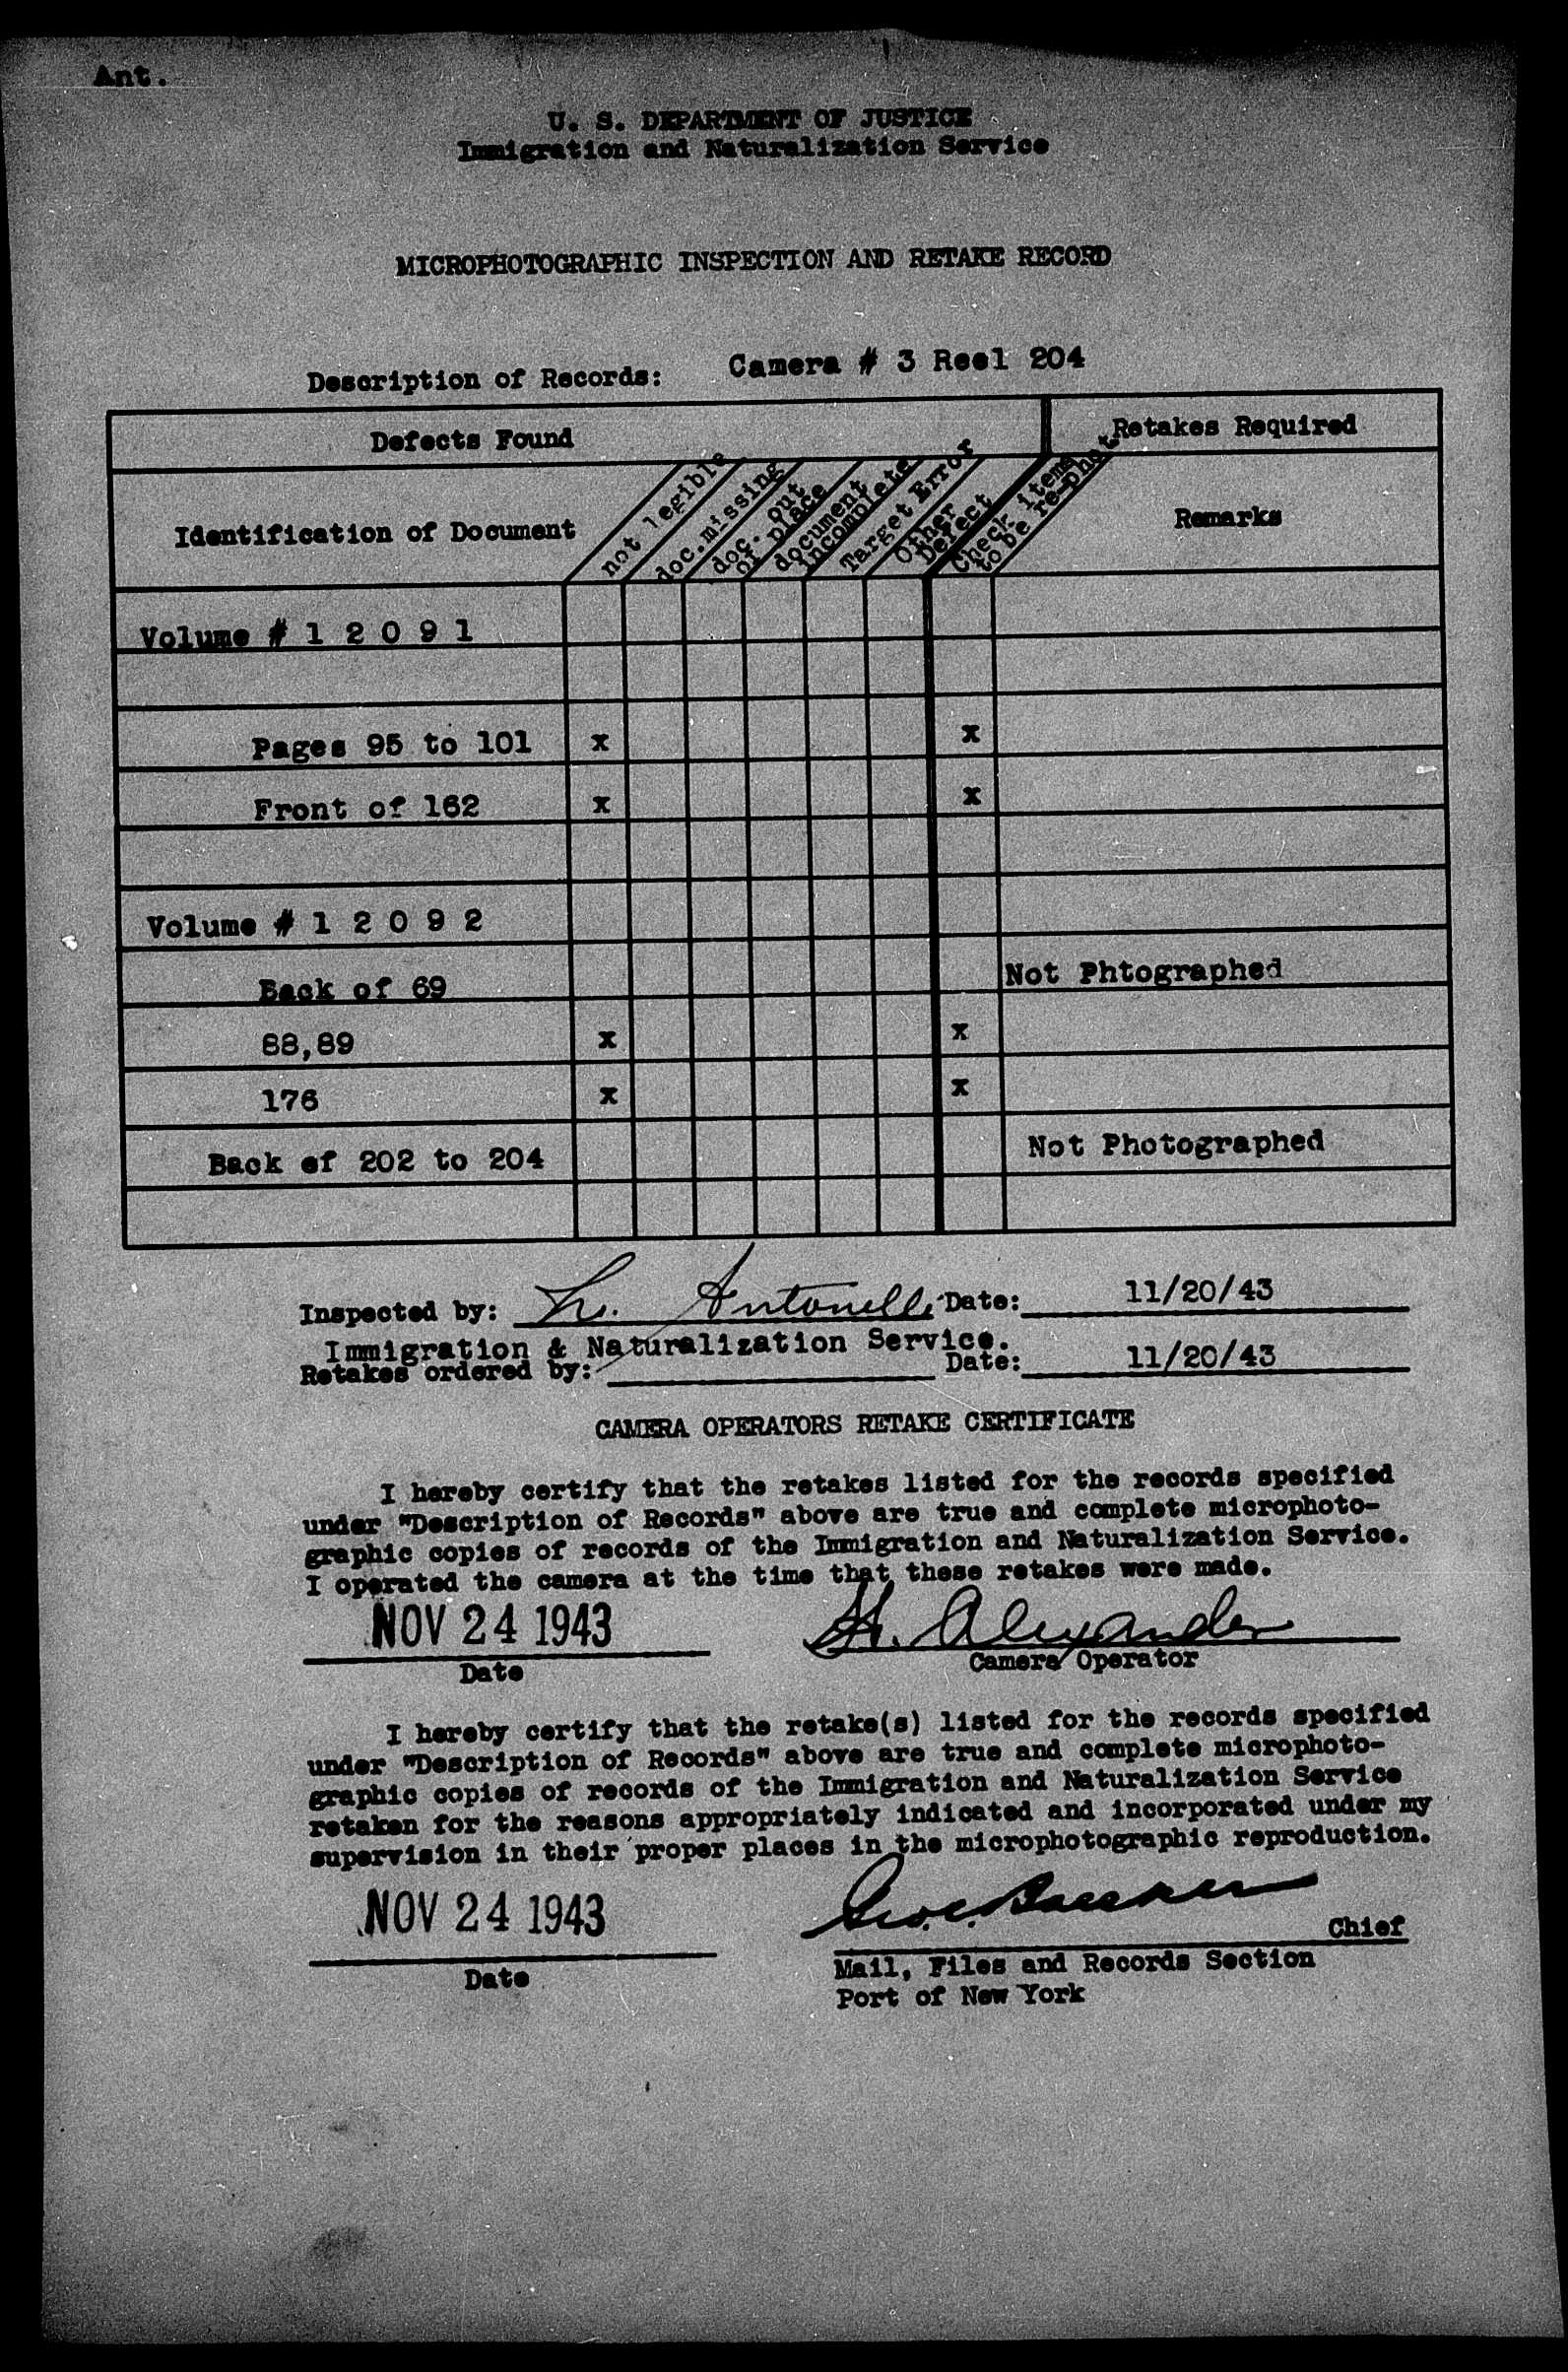 Ant.
U. S. DEPARTMENT OF JUSTICE
Immigration and Naturalization Service
MICROPHOTOGRAPHIC INSPECTION AND RETAKE RECORD
Description of Records: Camera # 3 Reel 204
Defects Found
Retakes Required
Identification of Document
not legible
doc. missing
doc. out
of place
document
incomplete
Target Error
Other
Defect
Check items
to be re-phot
Remarks
Volume # 1 2 0 9 1
Pages 95 to 101 x x
Front of 162 x x
Volume # 1 2 0 9 2
Back of 69 Not Phtographed
88,89 x x
176 x x
Back of 202 to 204 Not Photographed
Inspected by: Antonelli Date: 11/20/43
Immigration & Naturalization Service.
Retakes ordered by: Date: 11/20/43
CAMERA OPERATORS RETAKE CERTIFICATE
I hereby certify that the retakes listed for the records specified
under "Description of Records" above are true and complete microphoto-
graphic copies of records of the Immigration and Naturalization Service.
I operated the camera at the time that these retakes were made.
NOV 24 1943 H. Alexander
Date Camera Operator
I hereby certify that the retake(s) listed for the records specified
under "Description of Records" above are true and complete microphoto-
graphic copies of records of the Immigration and Naturalization Service
retaken for the reasons appropriately indicated and incorporated under my
supervision in their proper places in the microphotographic reproduction.
NOV 24 1943
Chief
Date
Mail, Files and Records Section
Port of New York